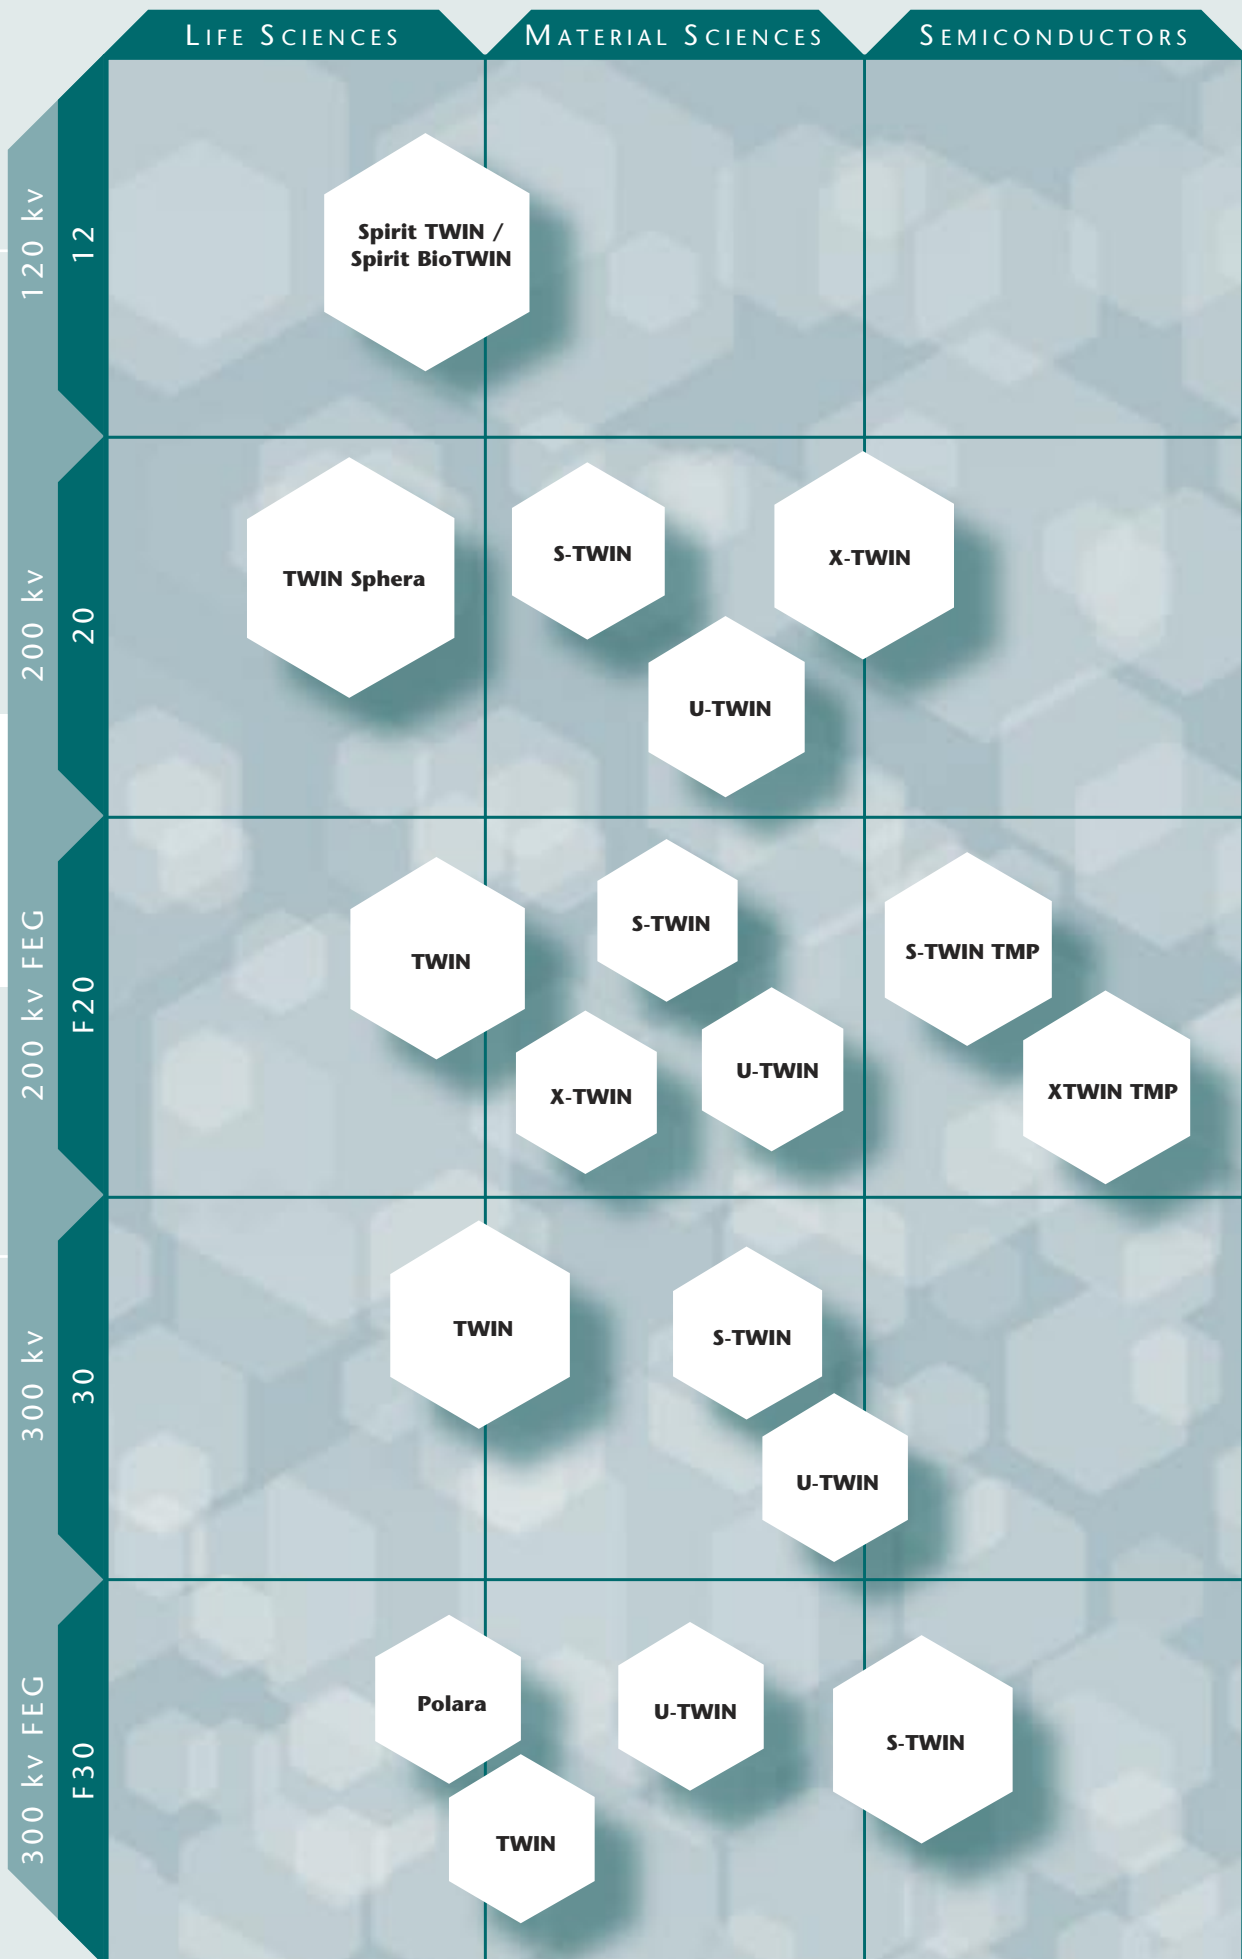 LIFE SCIENCES
MATERIAL SCIENCES
SEMICONDUCTORS
120 kv
12
Spirit TWIN /
Spirit BioTWIN
200 kv
20
TWIN Sphera
S-TWIN
X-TWIN
U-TWIN
200 kv FEG
F20
TWIN
S-TWIN
S-TWIN TMP
X-TWIN
U-TWIN
XTWIN TMP
300 kv
30
TWIN
S-TWIN
U-TWIN
300 kv FEG
F30
Polara
U-TWIN
S-TWIN
TWIN